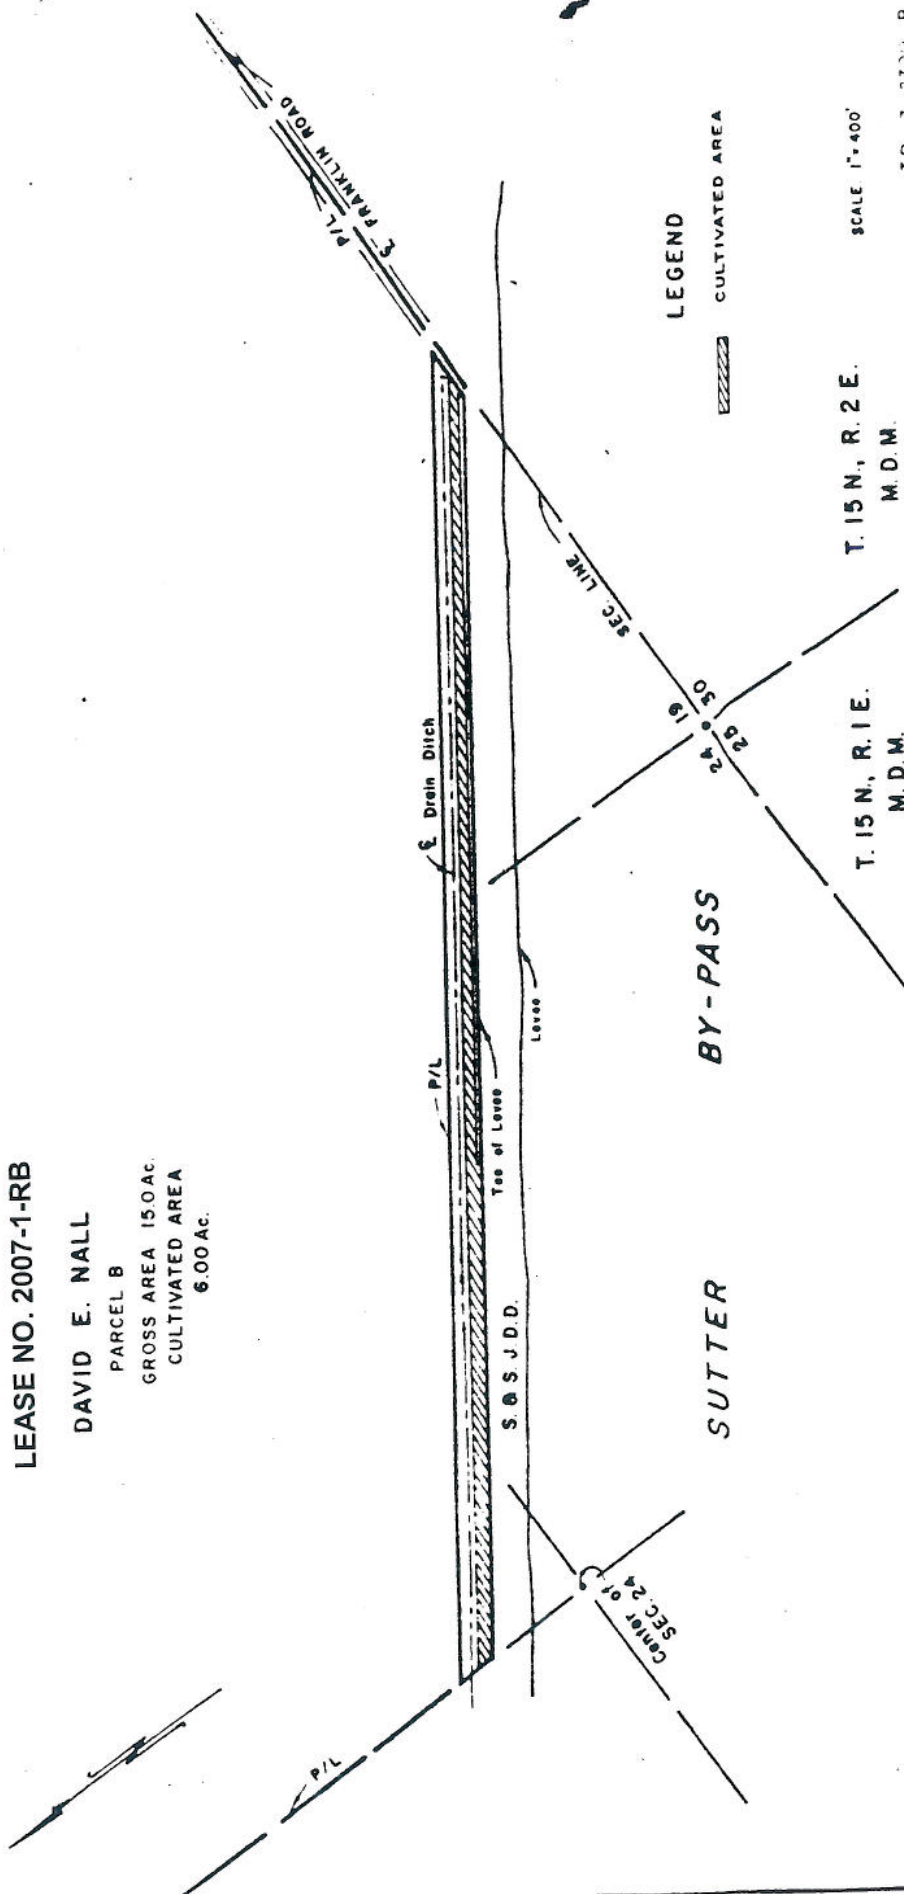 LEASE NO. 2007-1-RB
DAVID E. NALL
PARCEL B
GROSS AREA 15.0 Ac.
CULTIVATED AREA
6.00 Ac.
P/L
P/L
℄ Drain Ditch
P/L
℄ FRANKLIN ROAD
Toe of Levee
Levee
S. & S. J. D. D.
SEC. LINE
Center of
SEC. 24
19
30
24
25
SUTTER BY-PASS
LEGEND
CULTIVATED AREA
T. 15 N., R. 1 E.
M. D. M.
T. 15 N., R. 2 E.
M. D. M.
SCALE 1"=400'